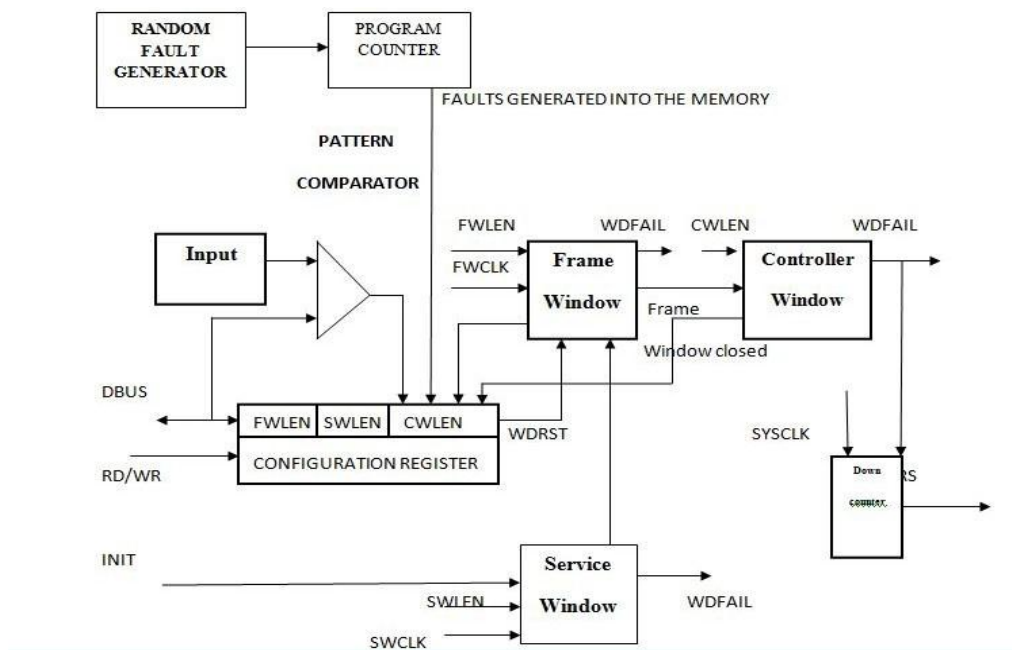 RANDOM
FAULT
GENERATOR
PROGRAM
COUNTER
FAULTS GENERATED INTO THE MEMORY
PATTERN
COMPARATOR
FWLEN
WDFAIL
CWLEN
WDFAIL
Input
Frame
Window
Controller
Window
FWCLK
Frame
Window closed
DBUS
FWLEN
SWLEN
CWLEN
WDRST
SYSCLK
CONFIGURATION REGISTER
RD/WR
Down
counter
RS
INIT
Service
Window
SWLEN
WDFAIL
SWCLK